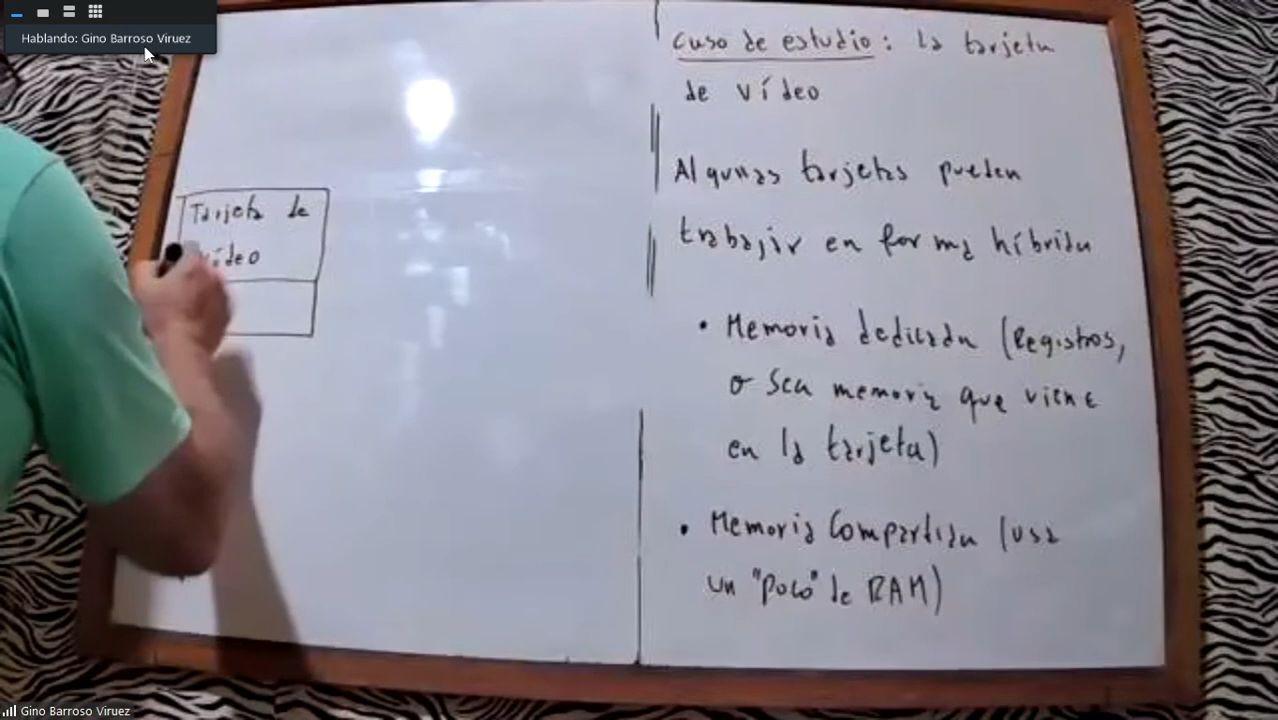 Hablando: Gino Barroso Viruez
Tarjeta de
vídeo
Caso de estudio: la tarjeta
de vídeo
Algunas tarjetas pueden
trabajar en forma híbrida
• Memoria dedicada (Registros,
o sea memoria que viene
en la tarjeta)
• Memoria Compartida (usa
un "poco" de RAM)
Gino Barroso Viruez